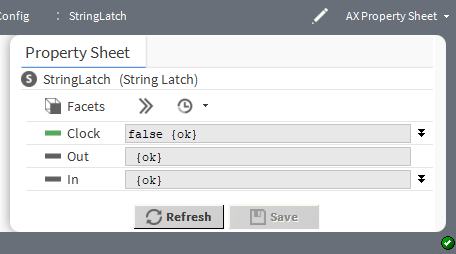 Config : StringLatch AX Property Sheet
Property Sheet
S StringLatch (String Latch)
Facets
Clock false {ok}
Out {ok}
In {ok}
Refresh Save